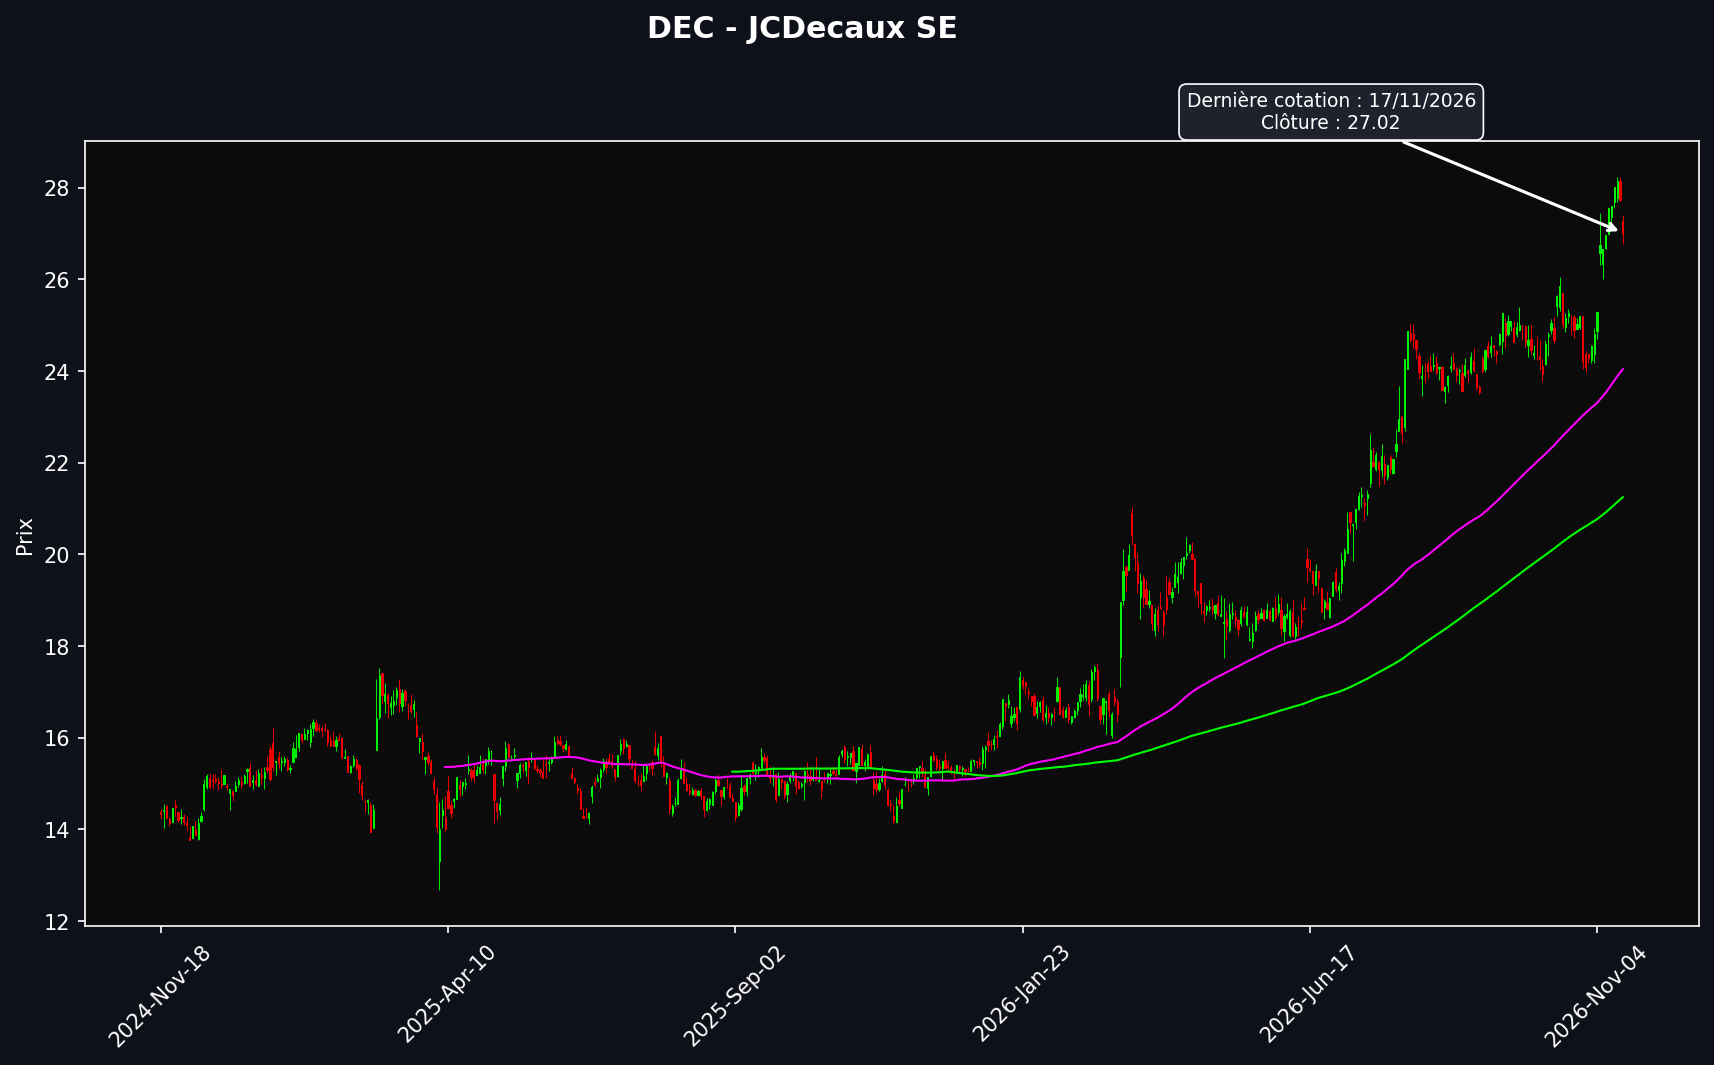 DEC - JCDecaux SE
Dernière cotation : 17/11/2026
Clôture : 27.02
Prix
28
26
24
22
20
18
16
14
12
2024-Nov-18
2025-Apr-10
2025-Sep-02
2026-Jan-23
2026-Jun-17
2026-Nov-04